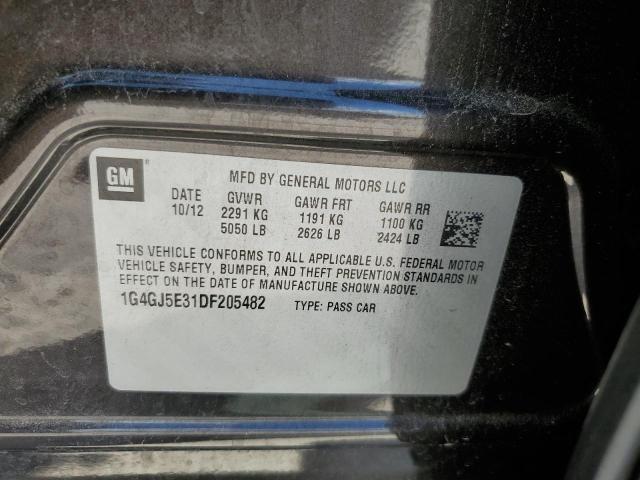 GM ®
MFD BY GENERAL MOTORS LLC
DATE GVWR GAWR FRT GAWR RR
10/12 2291 KG 1191 KG 1100 KG
5050 LB 2626 LB 2424 LB
THIS VEHICLE CONFORMS TO ALL APPLICABLE U.S. FEDERAL MOTOR
VEHICLE SAFETY, BUMPER, AND THEFT PREVENTION STANDARDS IN
EFFECT ON THE DATE OF MANUFACTURE SHOWN ABOVE.
1G4GJ5E31DF205482 TYPE: PASS CAR